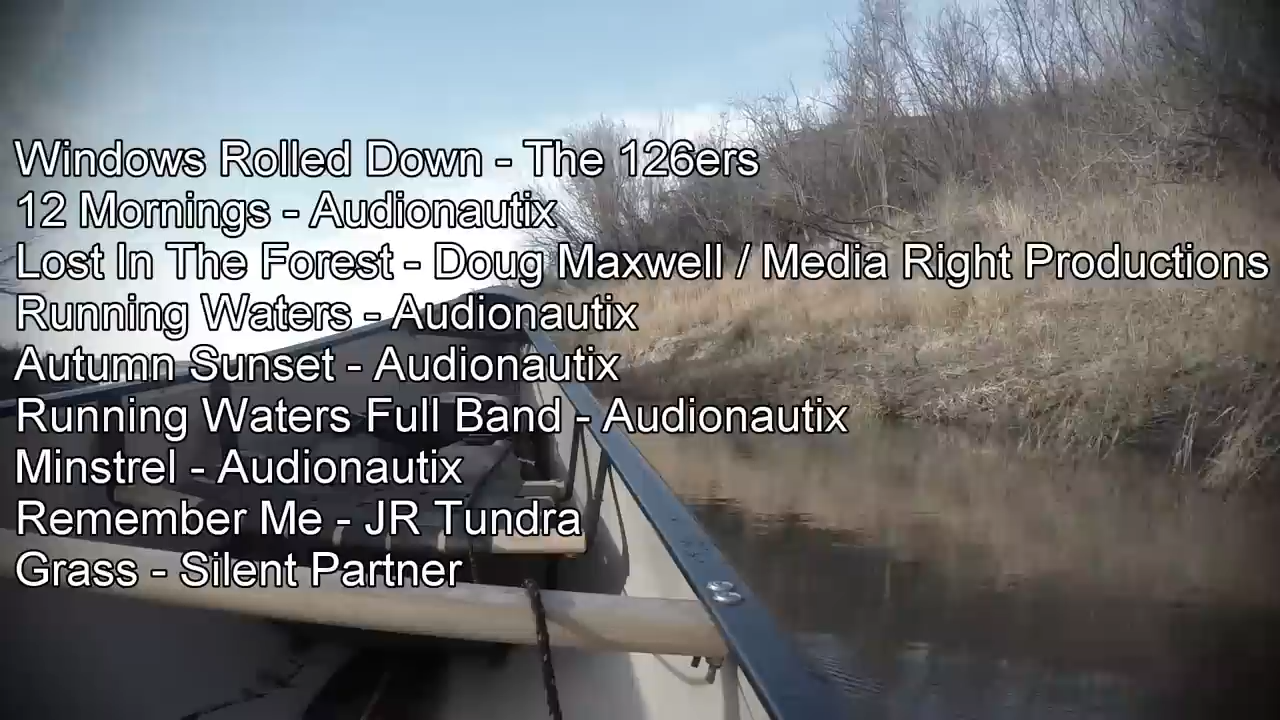 Windows Rolled Down - The 126ers
12 Mornings - Audionautix
Lost In The Forest - Doug Maxwell / Media Right Productions
Running Waters - Audionautix
Autumn Sunset - Audionautix
Running Waters Full Band - Audionautix
Minstrel - Audionautix
Remember Me - JR Tundra
Grass - Silent Partner